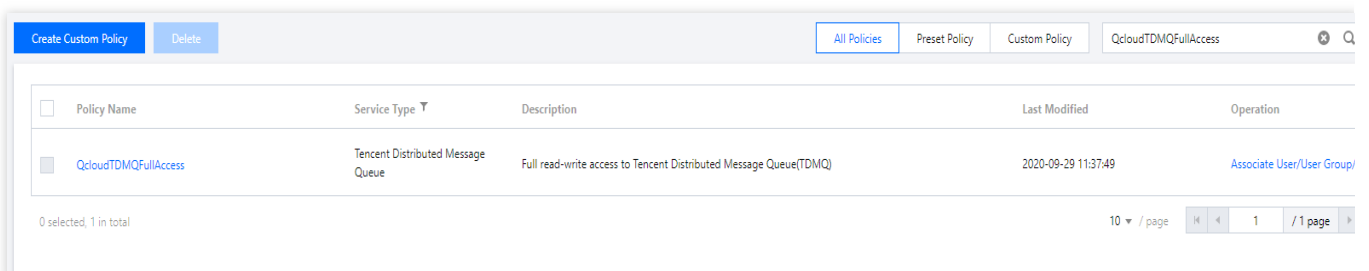 Create Custom Policy Delete All Policies Preset Policy Custom Policy QcloudTDMQFullAccess
Policy Name Service Type Description Last Modified Operation
QcloudTDMQFullAccess Tencent Distributed Message Queue Full read-write access to Tencent Distributed Message Queue(TDMQ) 2020-09-29 11:37:49 Associate User/User Group/
0 selected, 1 in total 10 / page 1 / 1 page